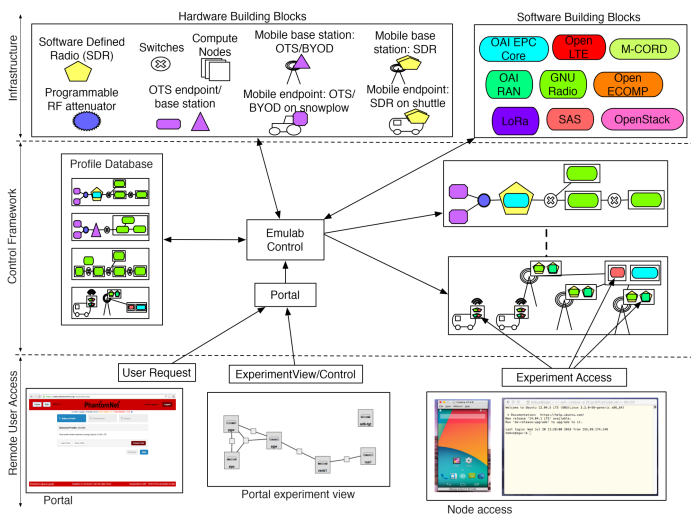 Hardware Building Blocks
Software Building Blocks
Infrastructure
Software Defined
Radio (SDR)
Switches
Compute
Nodes
Mobile base station:
OTS/BYOD
Mobile base
station: SDR
Programmable
RF attenuator
OTS endpoint/
base station
Mobile endpoint: OTS/
BYOD on snowplow
Mobile endpoint:
SDR on shuttle
OAI EPC
Core
Open
LTE
M-CORD
OAI
RAN
GNU
Radio
Open
ECOMP
LoRa
SAS
OpenStack
Control Framework
Profile Database
Emulab
Control
Portal
Remote User Access
User Request
ExperimentView/Control
Experiment Access
PhantomNet
Portal
Portal experiment view
Node access